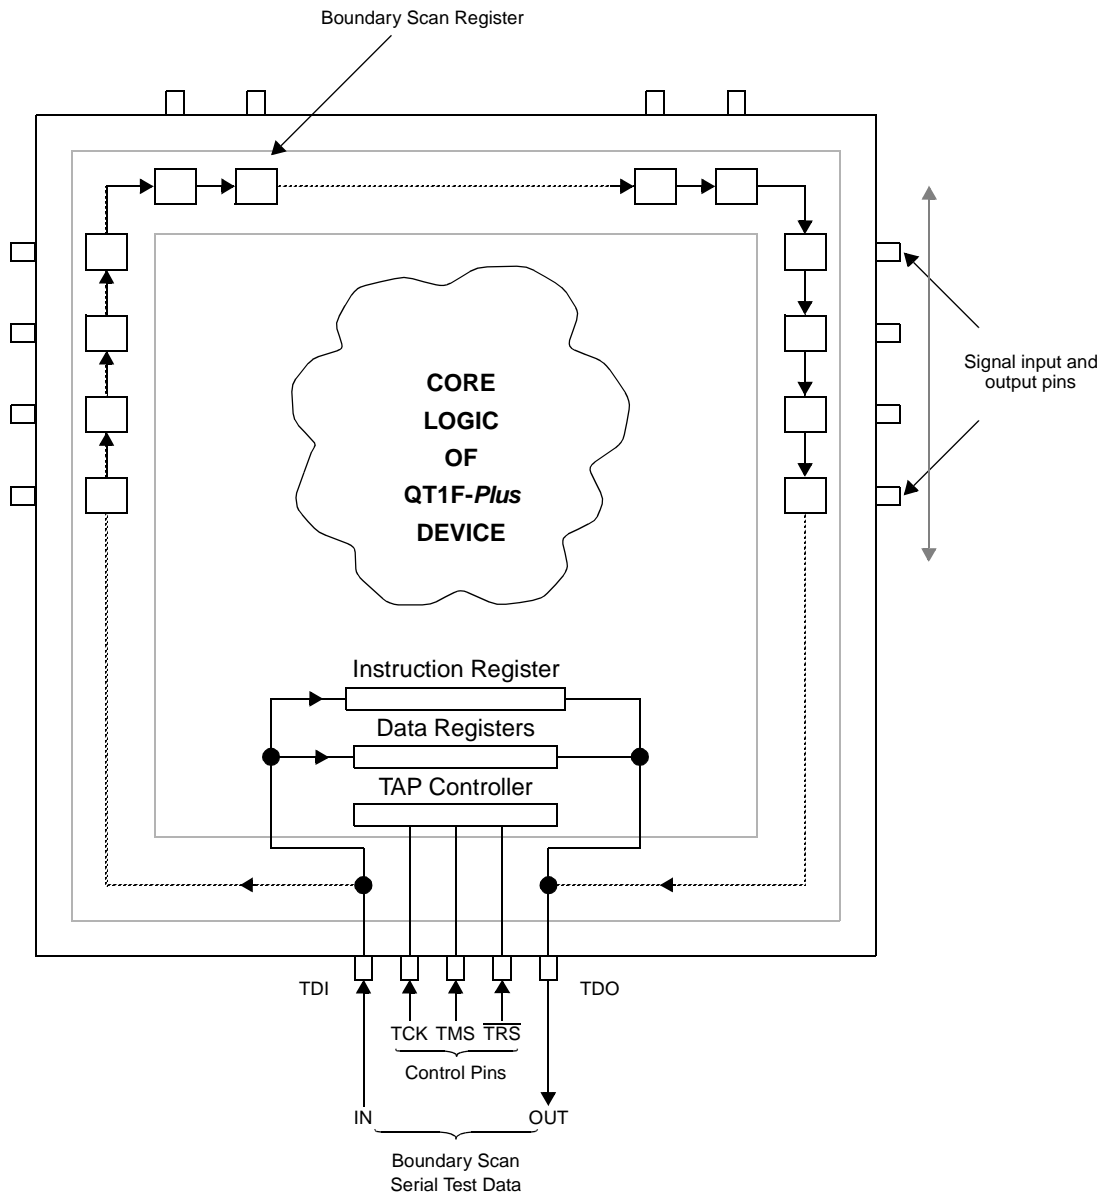 Boundary Scan Register
Signal input and
output pins
CORE
LOGIC
OF
QT1F-Plus
DEVICE
Instruction Register
Data Registers
TAP Controller
TDI
TDO
TCK TMS TRS
Control Pins
IN
OUT
Boundary Scan
Serial Test Data